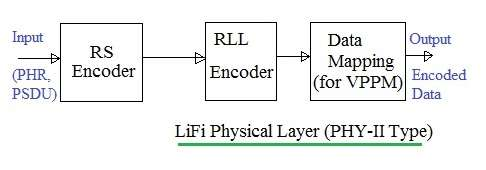 Input
(PHR,
PSDU)
RS
Encoder
RLL
Encoder
Data
Mapping
(for VPPM)
Output
Encoded
Data
LiFi Physical Layer (PHY-II Type)